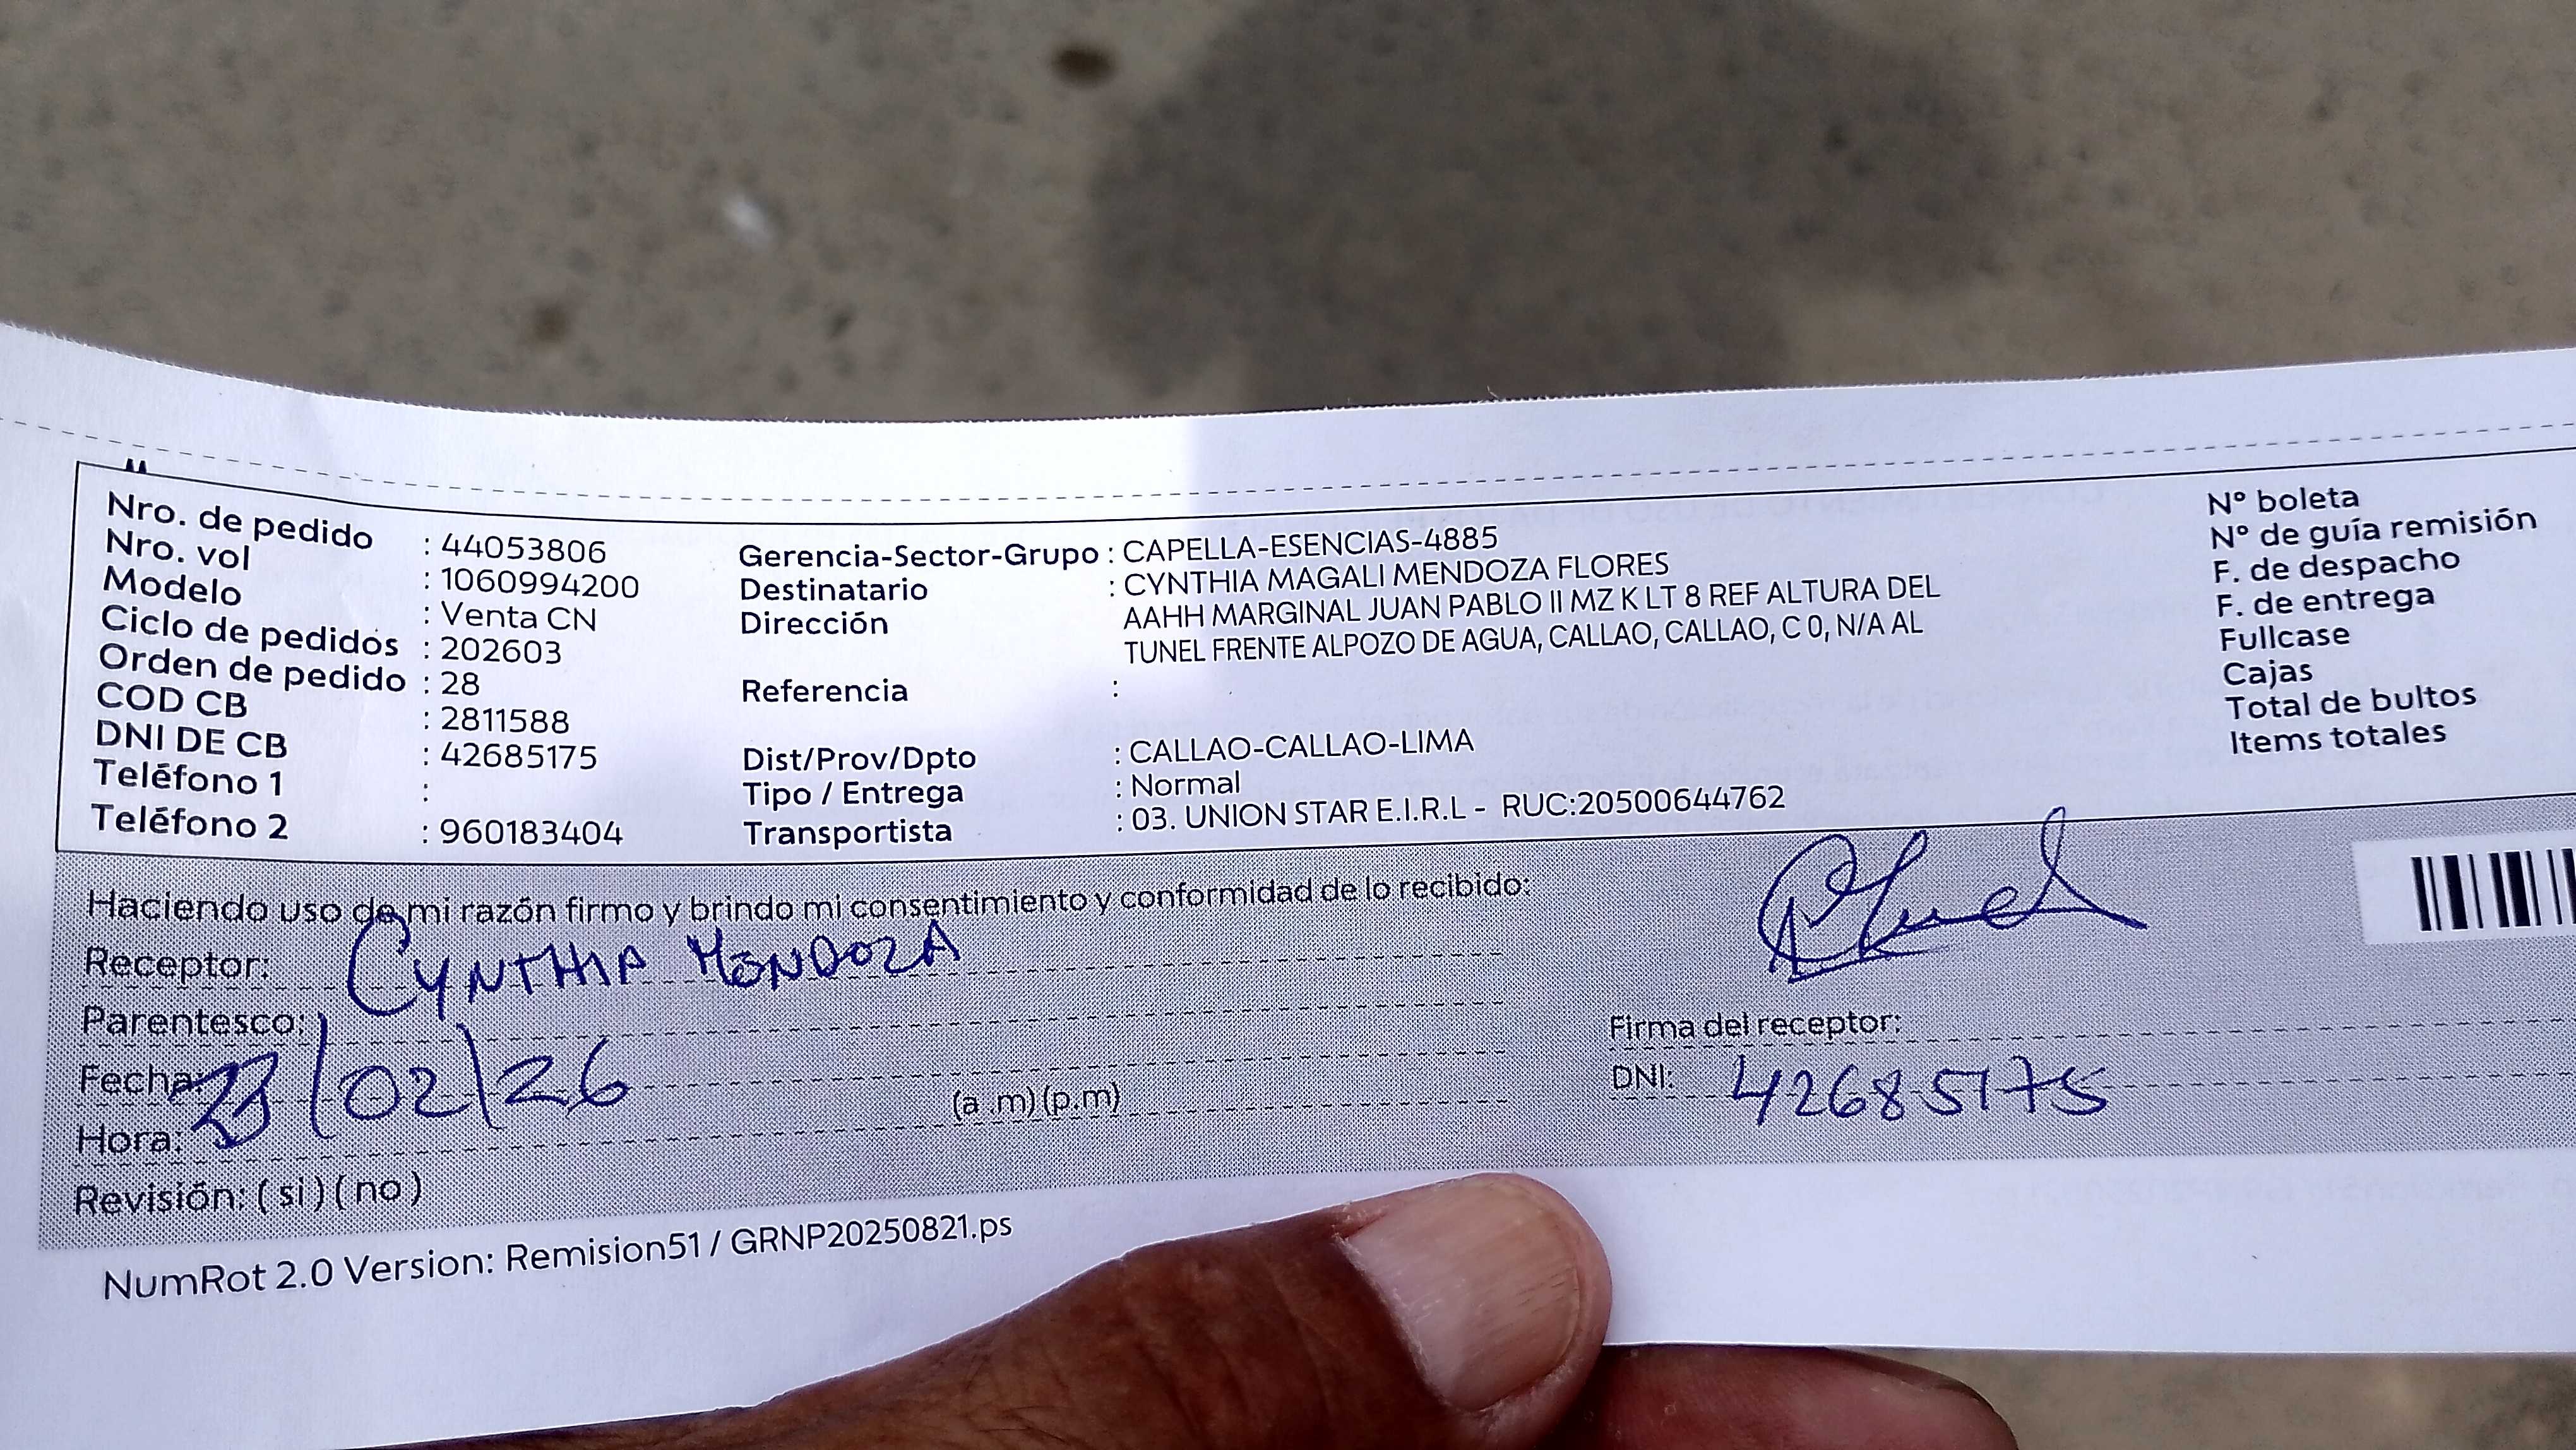 Nro. de pedido : 44053806
Nro. vol : 1060994200
Modelo : Venta CN
Ciclo de pedidos : 202603
Orden de pedido : 28
COD CB : 2811588
DNI DE CB : 42685175
Teléfono 1 :
Teléfono 2 : 960183404
Gerencia-Sector-Grupo : CAPELLA-ESENCIAS-4885
Destinatario : CYNTHIA MAGALI MENDOZA FLORES
Dirección AAHH MARGINAL JUAN PABLO II MZ K LT 8 REF ALTURA DEL
TUNEL FRENTE ALPOZO DE AGUA, CALLAO, CALLAO, C 0, N/A AL
Referencia :
Dist/Prov/Dpto : CALLAO-CALLAO-LIMA
Tipo / Entrega : Normal
Transportista : 03. UNION STAR E.I.R.L - RUC:20500644762
Nº boleta
Nº de guía remisión
F. de despacho
F. de entrega
Fullcase
Cajas
Total de bultos
Items totales
Haciendo uso de mi razón firmo y brindo mi consentimiento y conformidad de lo recibido:
Receptor: CYNTHIA MENDOZA
Parentesco:
Fecha: 23/02/26
Hora: (a .m) (p.m)
Revisión: ( si ) ( no )
Firma del receptor:
DNI: 42685175
NumRot 2.0 Version: Remision51 / GRNP20250821.ps